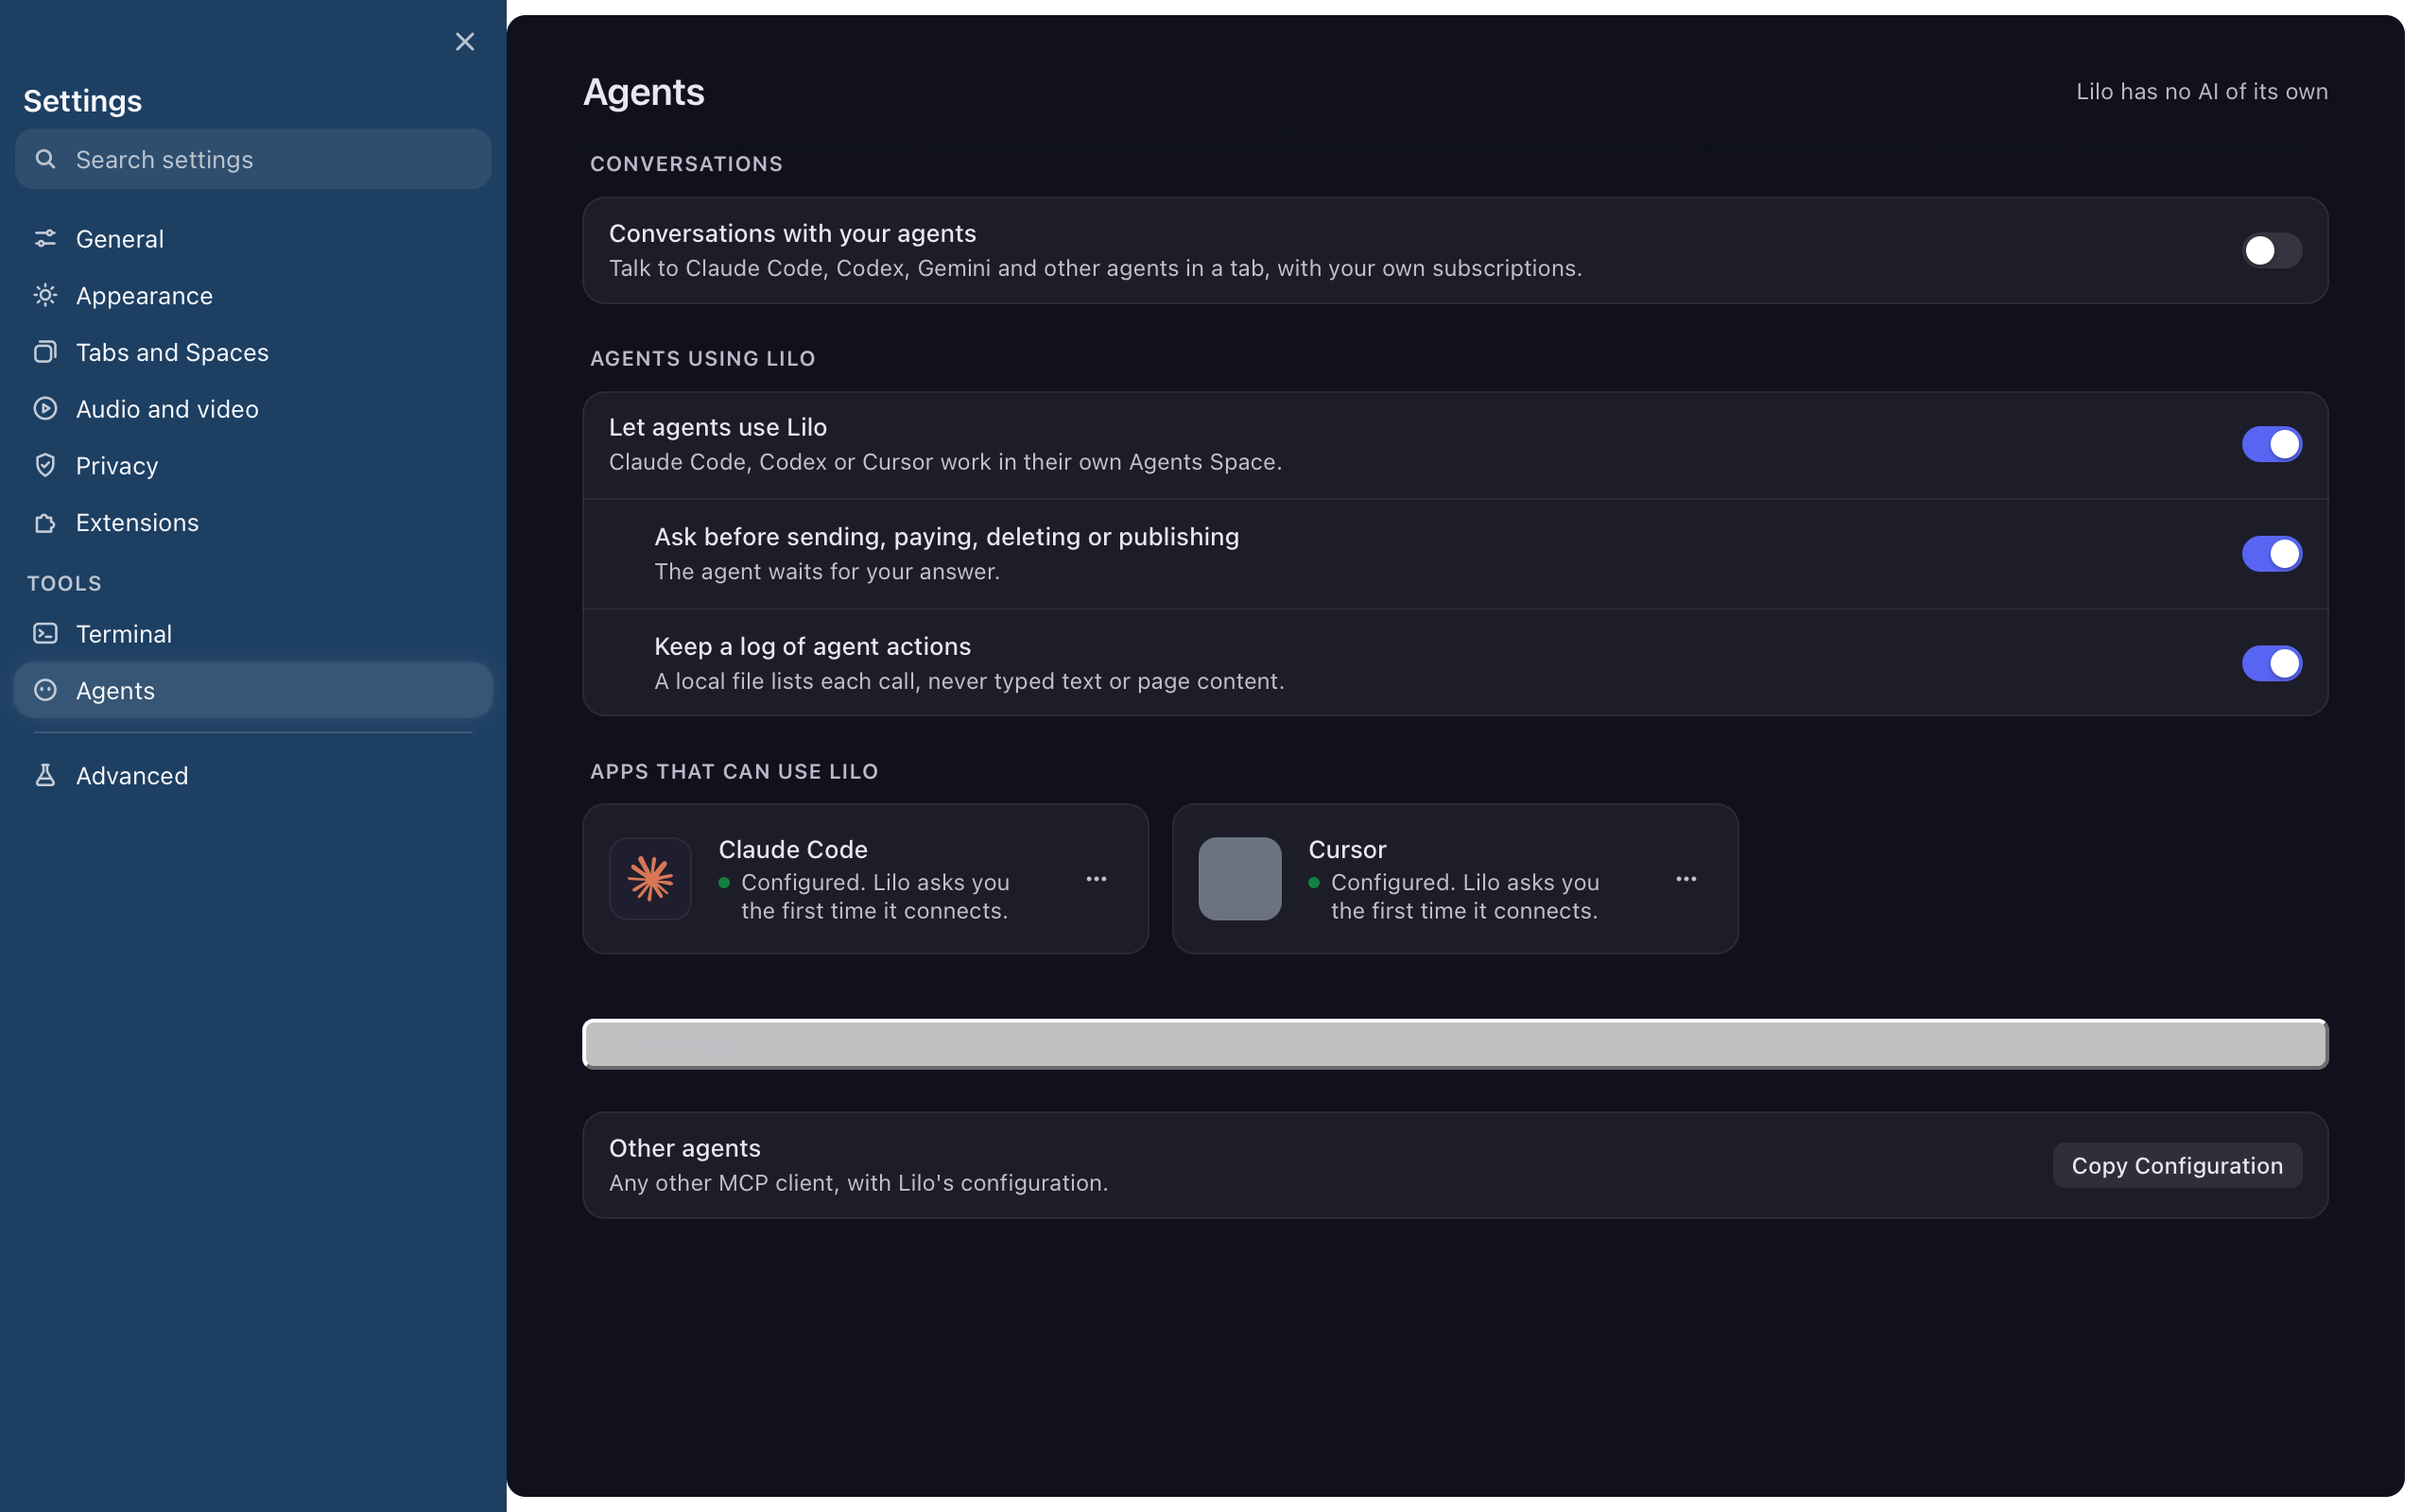 Settings
Search settings
General
Appearance
Tabs and Spaces
Audio and video
Privacy
Extensions
TOOLS
Terminal
Agents
Advanced
Agents
Lilo has no AI of its own
CONVERSATIONS
Conversations with your agents
Talk to Claude Code, Codex, Gemini and other agents in a tab, with your own subscriptions.
AGENTS USING LILO
Let agents use Lilo
Claude Code, Codex or Cursor work in their own Agents Space.
Ask before sending, paying, deleting or publishing
The agent waits for your answer.
Keep a log of agent actions
A local file lists each call, never typed text or page content.
APPS THAT CAN USE LILO
Claude Code
Configured. Lilo asks you
the first time it connects.
Cursor
Configured. Lilo asks you
the first time it connects.
Other agents
Any other MCP client, with Lilo's configuration.
Copy Configuration